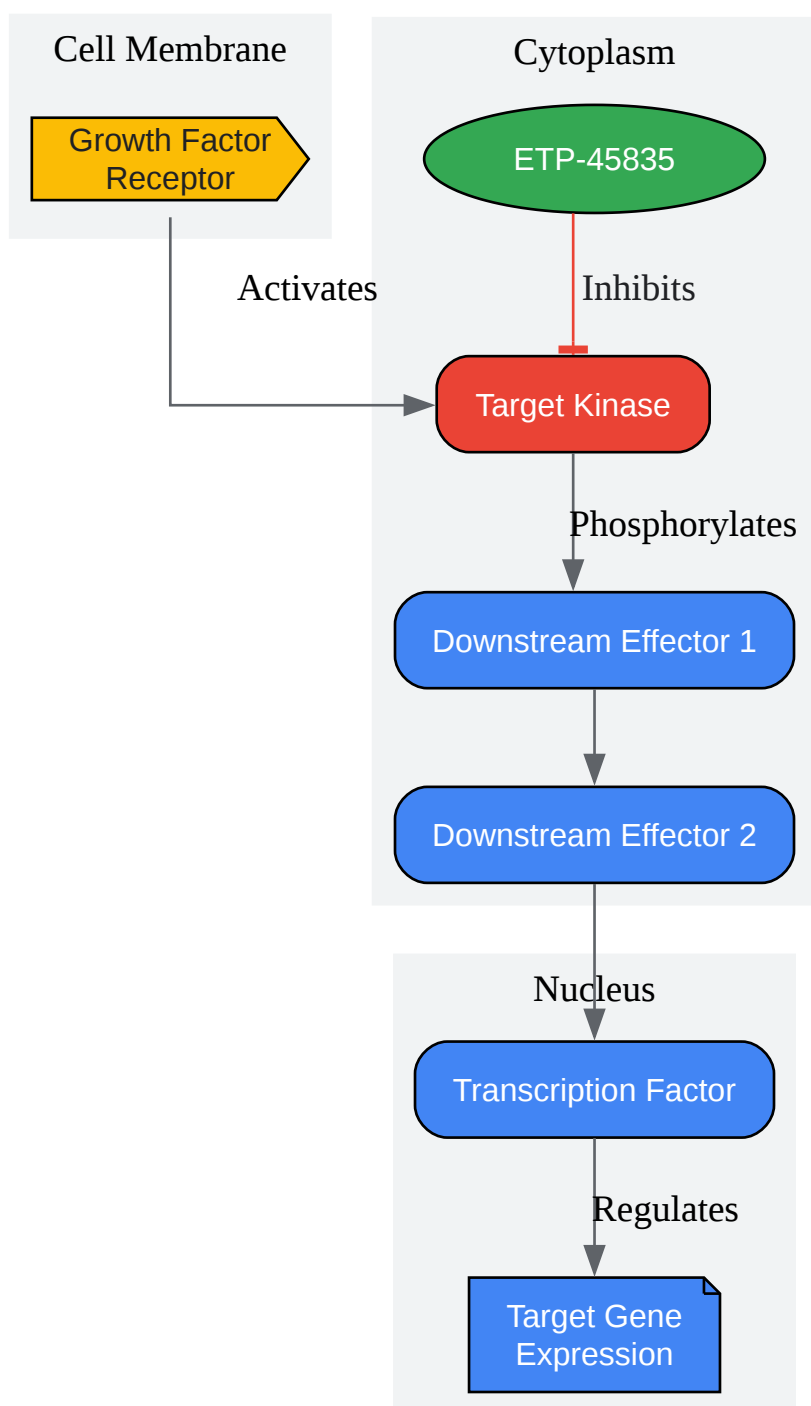 Cell Membrane
Growth Factor
Receptor
Cytoplasm
ETP-45835
Activates
Inhibits
Target Kinase
Phosphorylates
Downstream Effector 1
Downstream Effector 2
Nucleus
Transcription Factor
Regulates
Target Gene
Expression